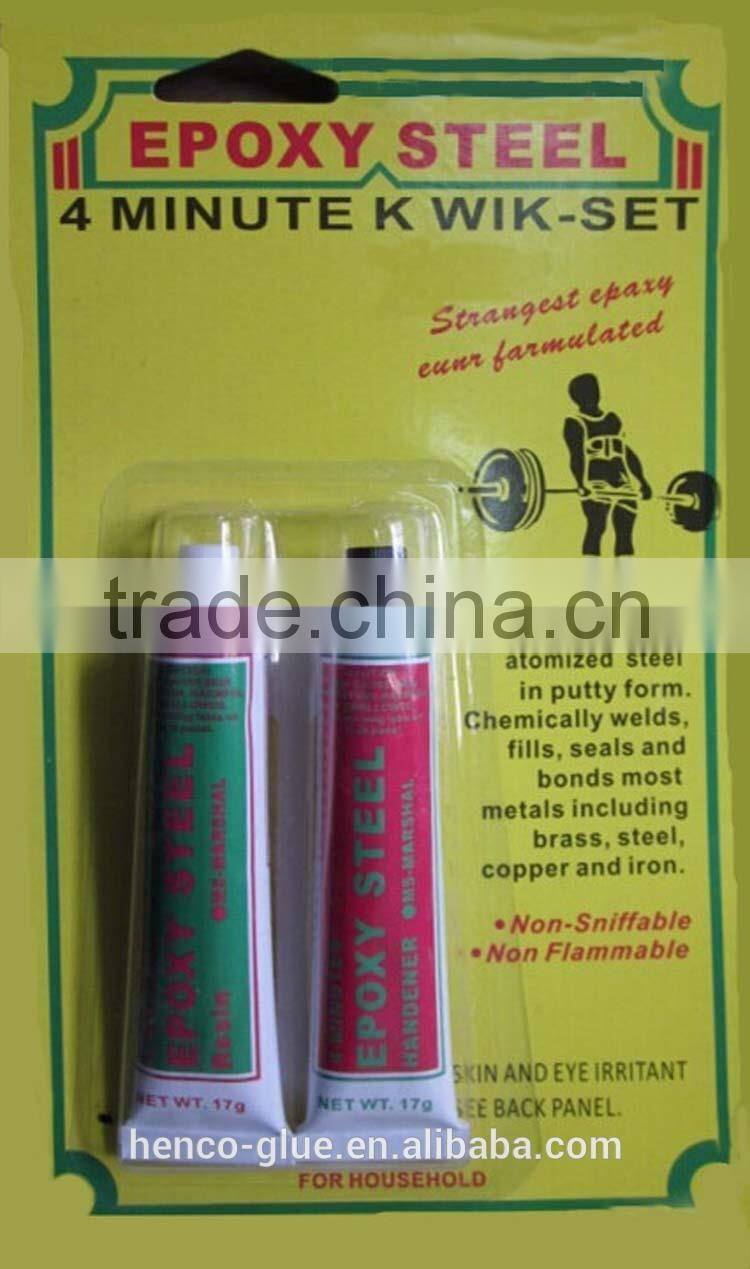 EPOXY STEEL
4 MINUTE K WIK-SET
Strangest epaxy
eunr farmulated
trade.china.cn
atomized steel
in putty form.
Chemically welds,
fills, seals and
bonds most
metals including
brass, steel,
copper and iron.
•Non-Sniffable
•Non Flammable
EPOXY STEEL
MS-MARSHAL
Resin
NET WT. 17g
4 MINUTE
EPOXY STEEL
HANDENER
MS-MARSHAL
NET WT. 17g
SKIN AND EYE IRRITANT
SEE BACK PANEL.
henco-glue.en.alibaba.com
FOR HOUSEHOLD